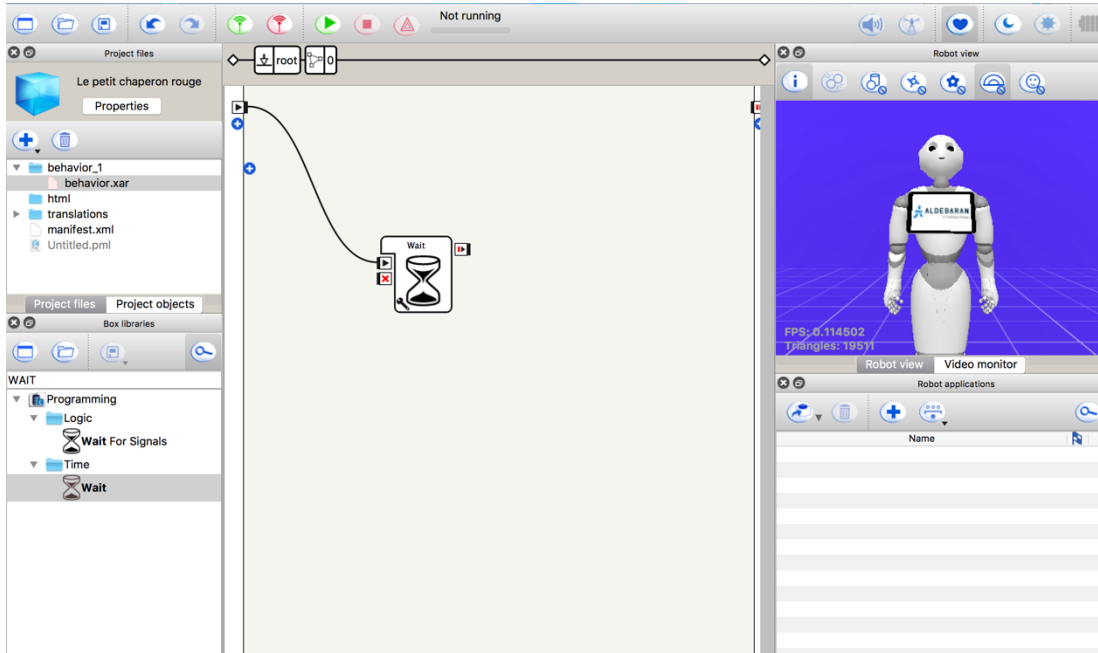 Not running
Project files
Le petit chaperon rouge
Properties
behavior_1
behavior.xar
html
translations
manifest.xml
Untitled.pml
Project files
Project objects
Box libraries
WAIT
Programming
Logic
Wait For Signals
Time
Wait
root
0
Wait
Robot view
ALDEBARAN
FPS: 0.114502
Triangles: 19511
Robot view
Video monitor
Robot applications
Name